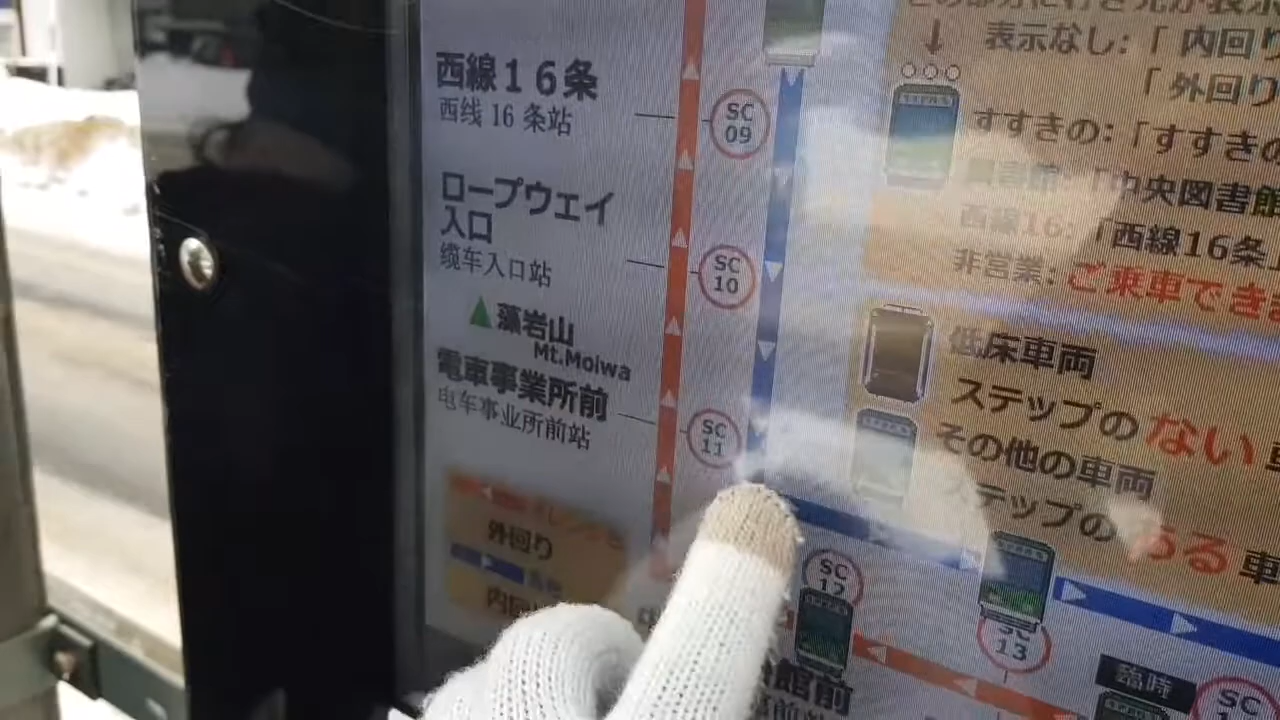 西線16条
西线 16 条站
SC
09
ロープウェイ
入口
缆车入口站
SC
10
藻岩山
Mt.Moiwa
電車事業所前
电车事业所前站
SC
11
外回り
内回
SC
12
SC
13
館前
臨時
SC
表示なし:「内回り
「外回り
すすきの:「すすきの
「中央図書館
西線16:「西線16条」
非営業:ご乗車でき
低床車両
ステップのない車
その他の車両
ステップのある車